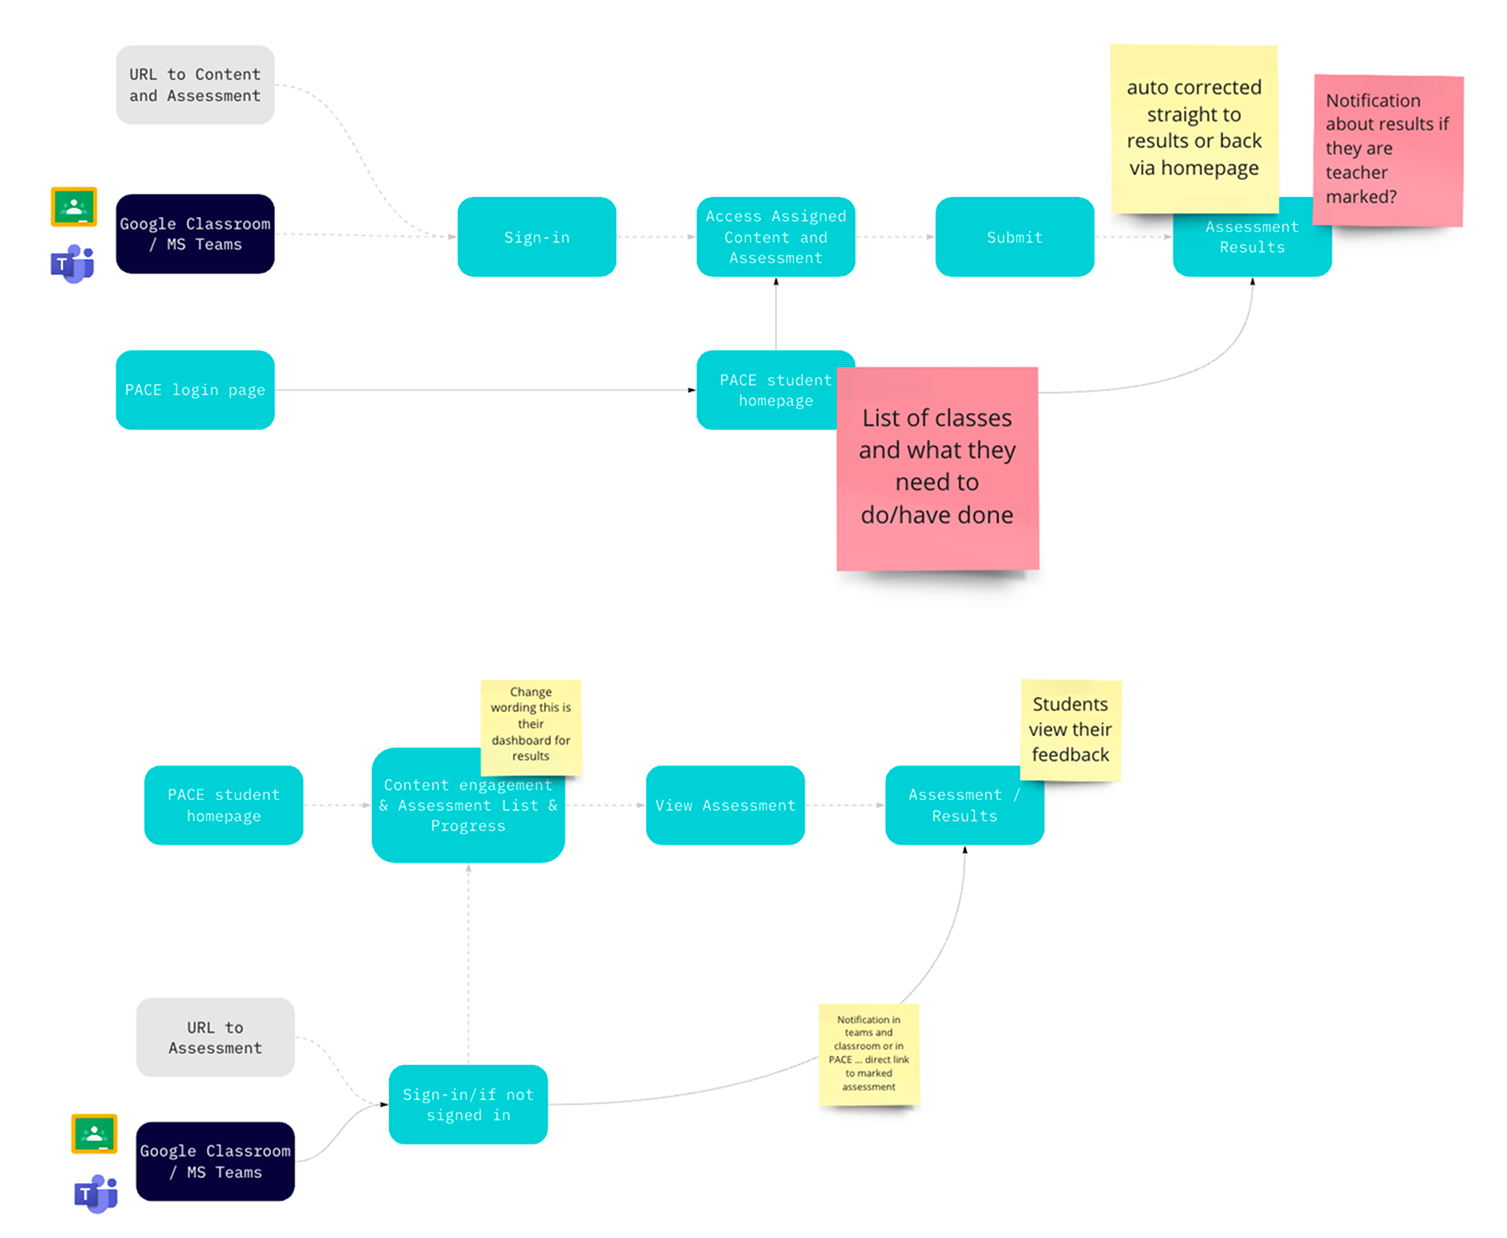 URL to Content
and Assessment
auto corrected
straight to
results or back
via homepage
Notification
about results if
they are
teacher
marked?
Google Classroom
/ MS Teams
T
Sign-in
Access Assigned
Content and
Assessment
Submit
Assessment
Results
PACE login page
PACE student
homepage
List of classes
and what they
need to
do/have done
Change
wording this is
their
dashboard for
results
Students
view their
feedback
PACE student
homepage
Content engagement
& Assessment List &
Progress
View Assessment
Assessment /
Results
URL to
Assessment
Notification in
teams and
classroom or in
PACE ... direct link
to marked
assessment
Sign-in/if not
signed in
Google Classroom
/ MS Teams
T